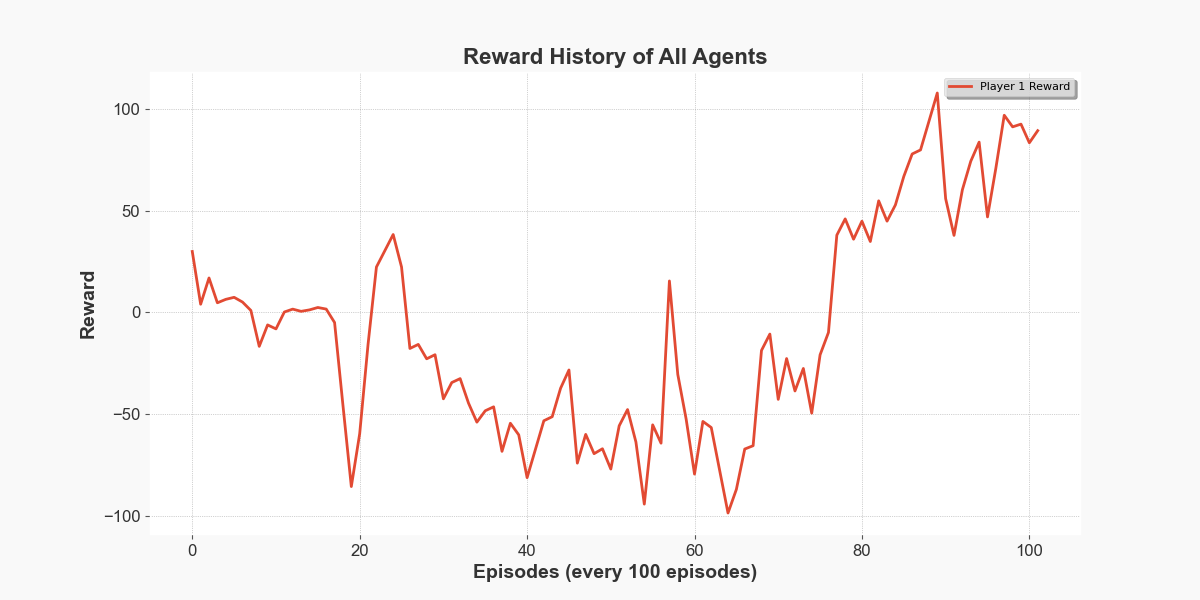 Reward History of All Agents
Player 1 Reward
Reward
100
50
0
−50
−100
0 20 40 60 80 100
Episodes (every 100 episodes)